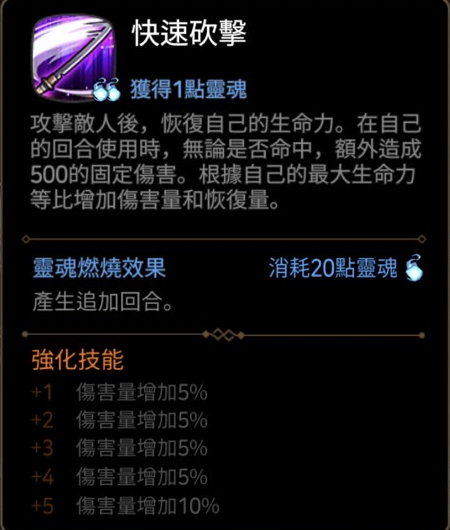 快速砍擊
獲得1點靈魂
攻擊敵人後，恢復自己的生命力。在自己
的回合使用時，無論是否命中，額外造成
500的固定傷害。根據自己的最大生命力
等比增加傷害量和恢復量。
靈魂燃燒效果 消耗20點靈魂
產生追加回合。
強化技能
+1 傷害量增加5%
+2 傷害量增加5%
+3 傷害量增加5%
+4 傷害量增加5%
+5 傷害量增加10%